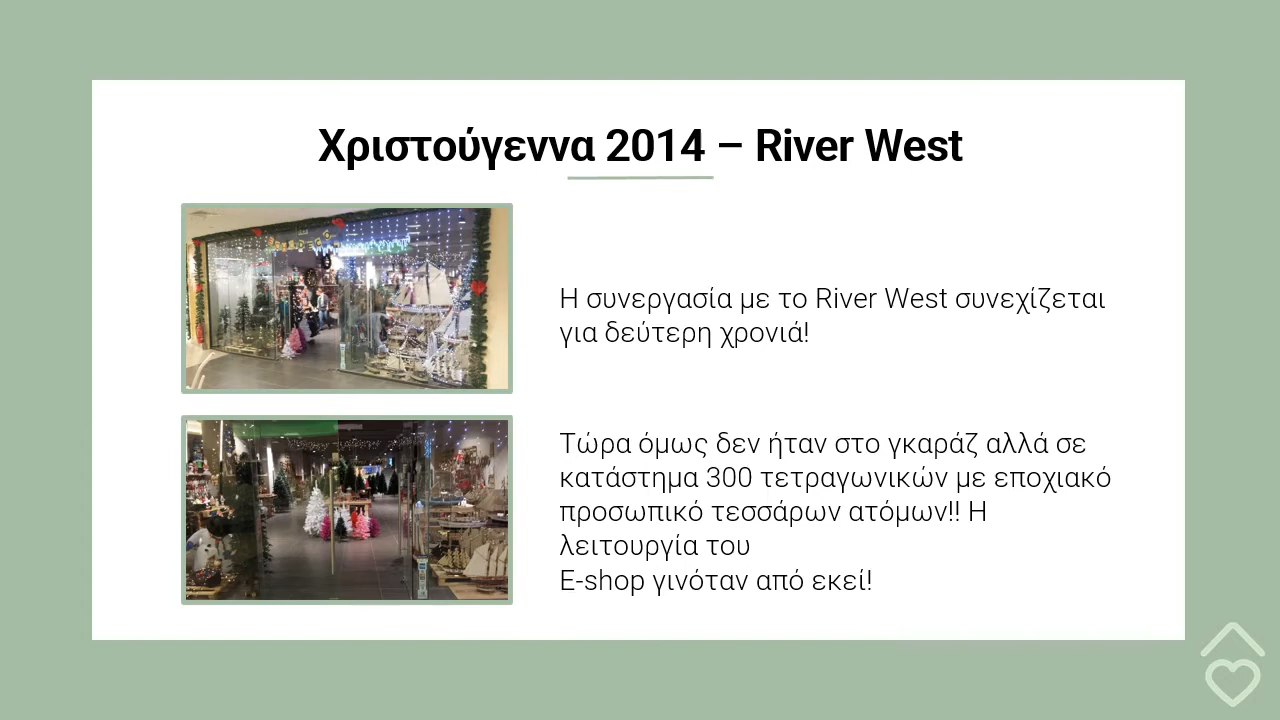 Χριστούγεννα 2014 – River West
Η συνεργασία με το River West συνεχίζεται
για δεύτερη χρονιά!
Τώρα όμως δεν ήταν στο γκαράζ αλλά σε
κατάστημα 300 τετραγωνικών με εποχιακό
προσωπικό τεσσάρων ατόμων!! Η
λειτουργία του
E-shop γινόταν από εκεί!